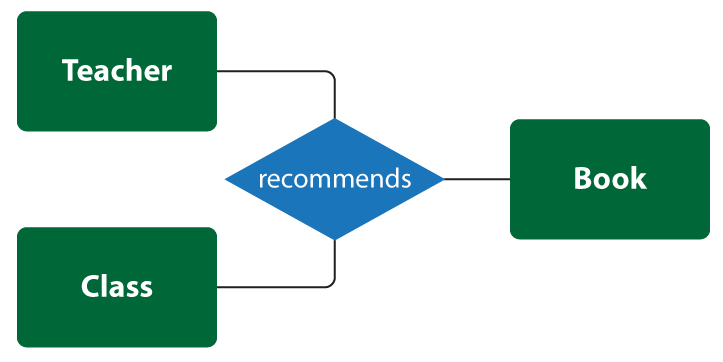 Teacher
recommends
Book
Class